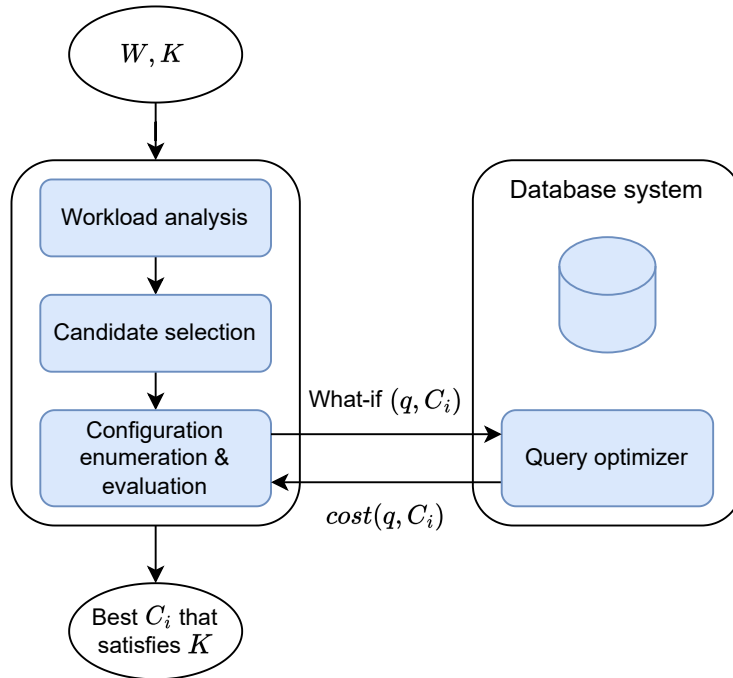 W, K
Workload analysis
Candidate selection
Configuration
enumeration &
evaluation
What-if (q, C_i)
cost(q, C_i)
Database system
Query optimizer
Best C_i that
satisfies K